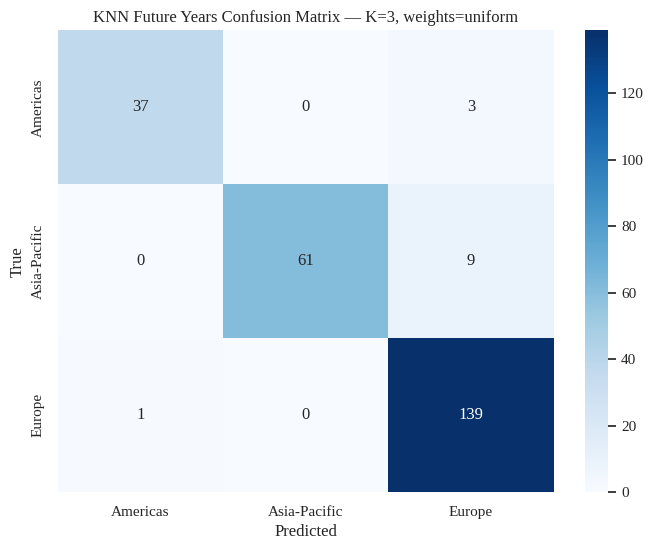 KNN Future Years Confusion Matrix — K=3, weights=uniform
True
Americas
37 0 3
Asia-Pacific
0 61 9
Europe
1 0 139
Americas Asia-Pacific Europe
Predicted
120
100
80
60
40
20
0